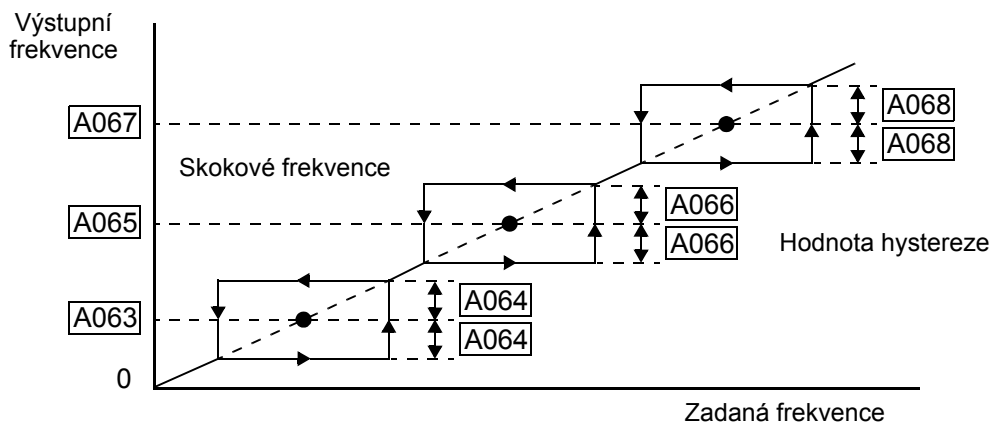 Výstupní
frekvence
A067
A068
A068
Skokové frekvence
A065
A066
A066
Hodnota hystereze
A063
A064
A064
0
Zadaná frekvence